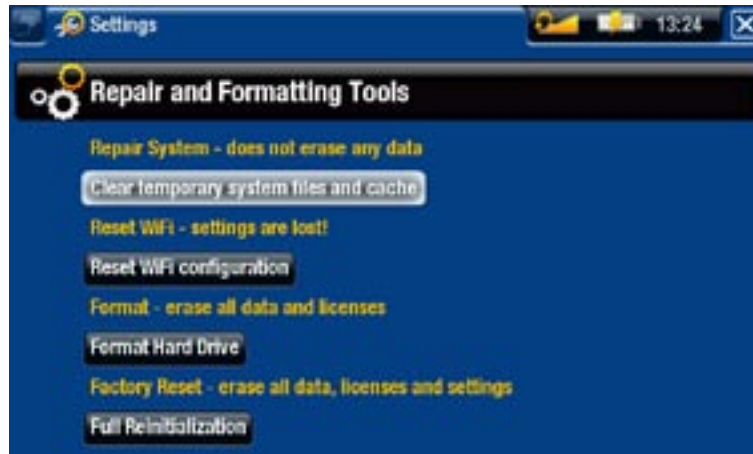 Settings
13:24
Repair and Formatting Tools
Repair System - does not erase any data
Clear temporary system files and cache
Reset WiFi - settings are lost!
Reset WiFi configuration
Format - erase all data and licenses
Format Hard Drive
Factory Reset - erase all data, licenses and settings
Full Reinitialization